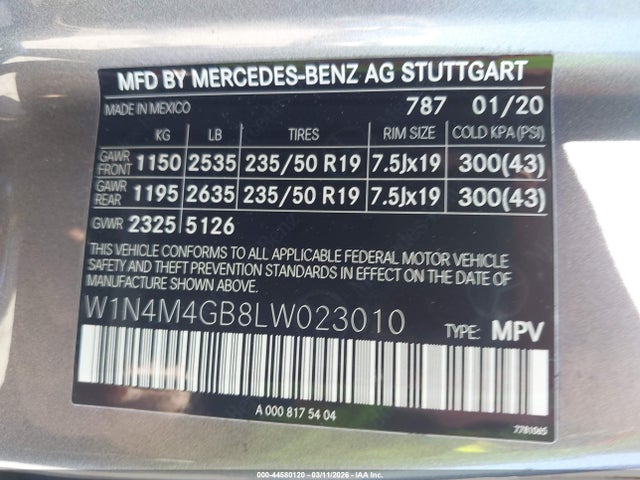 MFD BY MERCEDES-BENZ AG STUTTGART
MADE IN MEXICO 787 01/20
KG LB TIRES RIM SIZE COLD KPA(PSI)
GAWR FRONT 1150 2535 235/50 R19 7.5Jx19 300(43)
GAWR REAR 1195 2635 235/50 R19 7.5Jx19 300(43)
GVWR 2325 5126
THIS VEHICLE CONFORMS TO ALL APPLICABLE FEDERAL MOTOR VEHICLE
SAFETY AND THEFT PREVENTION STANDARDS IN EFFECT ON THE DATE OF
MANUFACTURE SHOWN ABOVE.
W1N4M4GB8LW023010 TYPE: MPV
A 000 817 54 04
000-44580120 - 03/11/2026 - IAAI Holdings, LLC. COPYRIGHT